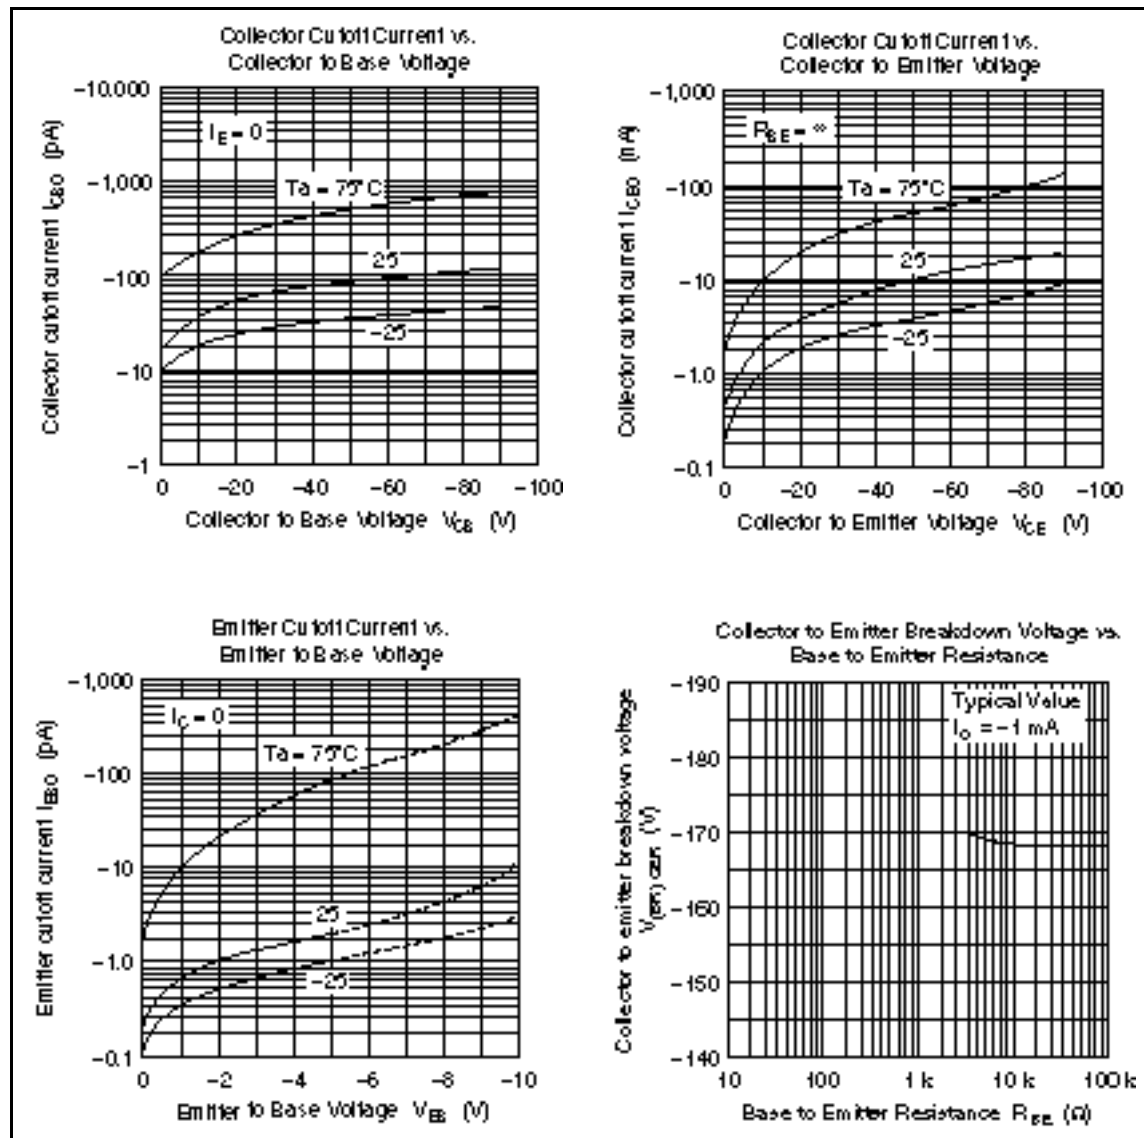 Collector Cutoff Current vs.
Collector to Base Voltage
-10,000
-1,000
-100
-10
-1
Collector cutoff current I_CBO (pA)
I_E = 0
Ta = 75°C
25
-25
0 -20 -40 -60 -80 -100
Collector to Base Voltage V_CB (V)
Collector Cutoff Current vs.
Collector to Emitter Voltage
-1,000
-100
-10
-1.0
-0.1
Collector cutoff current I_CEO (nA)
R_BE = ∞
Ta = 75°C
25
-25
0 -20 -40 -60 -80 -100
Collector to Emitter Voltage V_CE (V)
Emitter Cutoff Current vs.
Emitter to Base Voltage
-1,000
-100
-10
-1.0
-0.1
Emitter cutoff current I_EBO (pA)
I_C = 0
Ta = 75°C
25
-25
0 -2 -4 -6 -8 -10
Emitter to Base Voltage V_EB (V)
Collector to Emitter Breakdown Voltage vs.
Base to Emitter Resistance
-190
-180
-170
-160
-150
-140
Collector to emitter breakdown voltage
V_(BR) CER (V)
Typical Value
I_C = -1 mA
10 100 1 k 10 k 100 k
Base to Emitter Resistance R_BE (Ω)